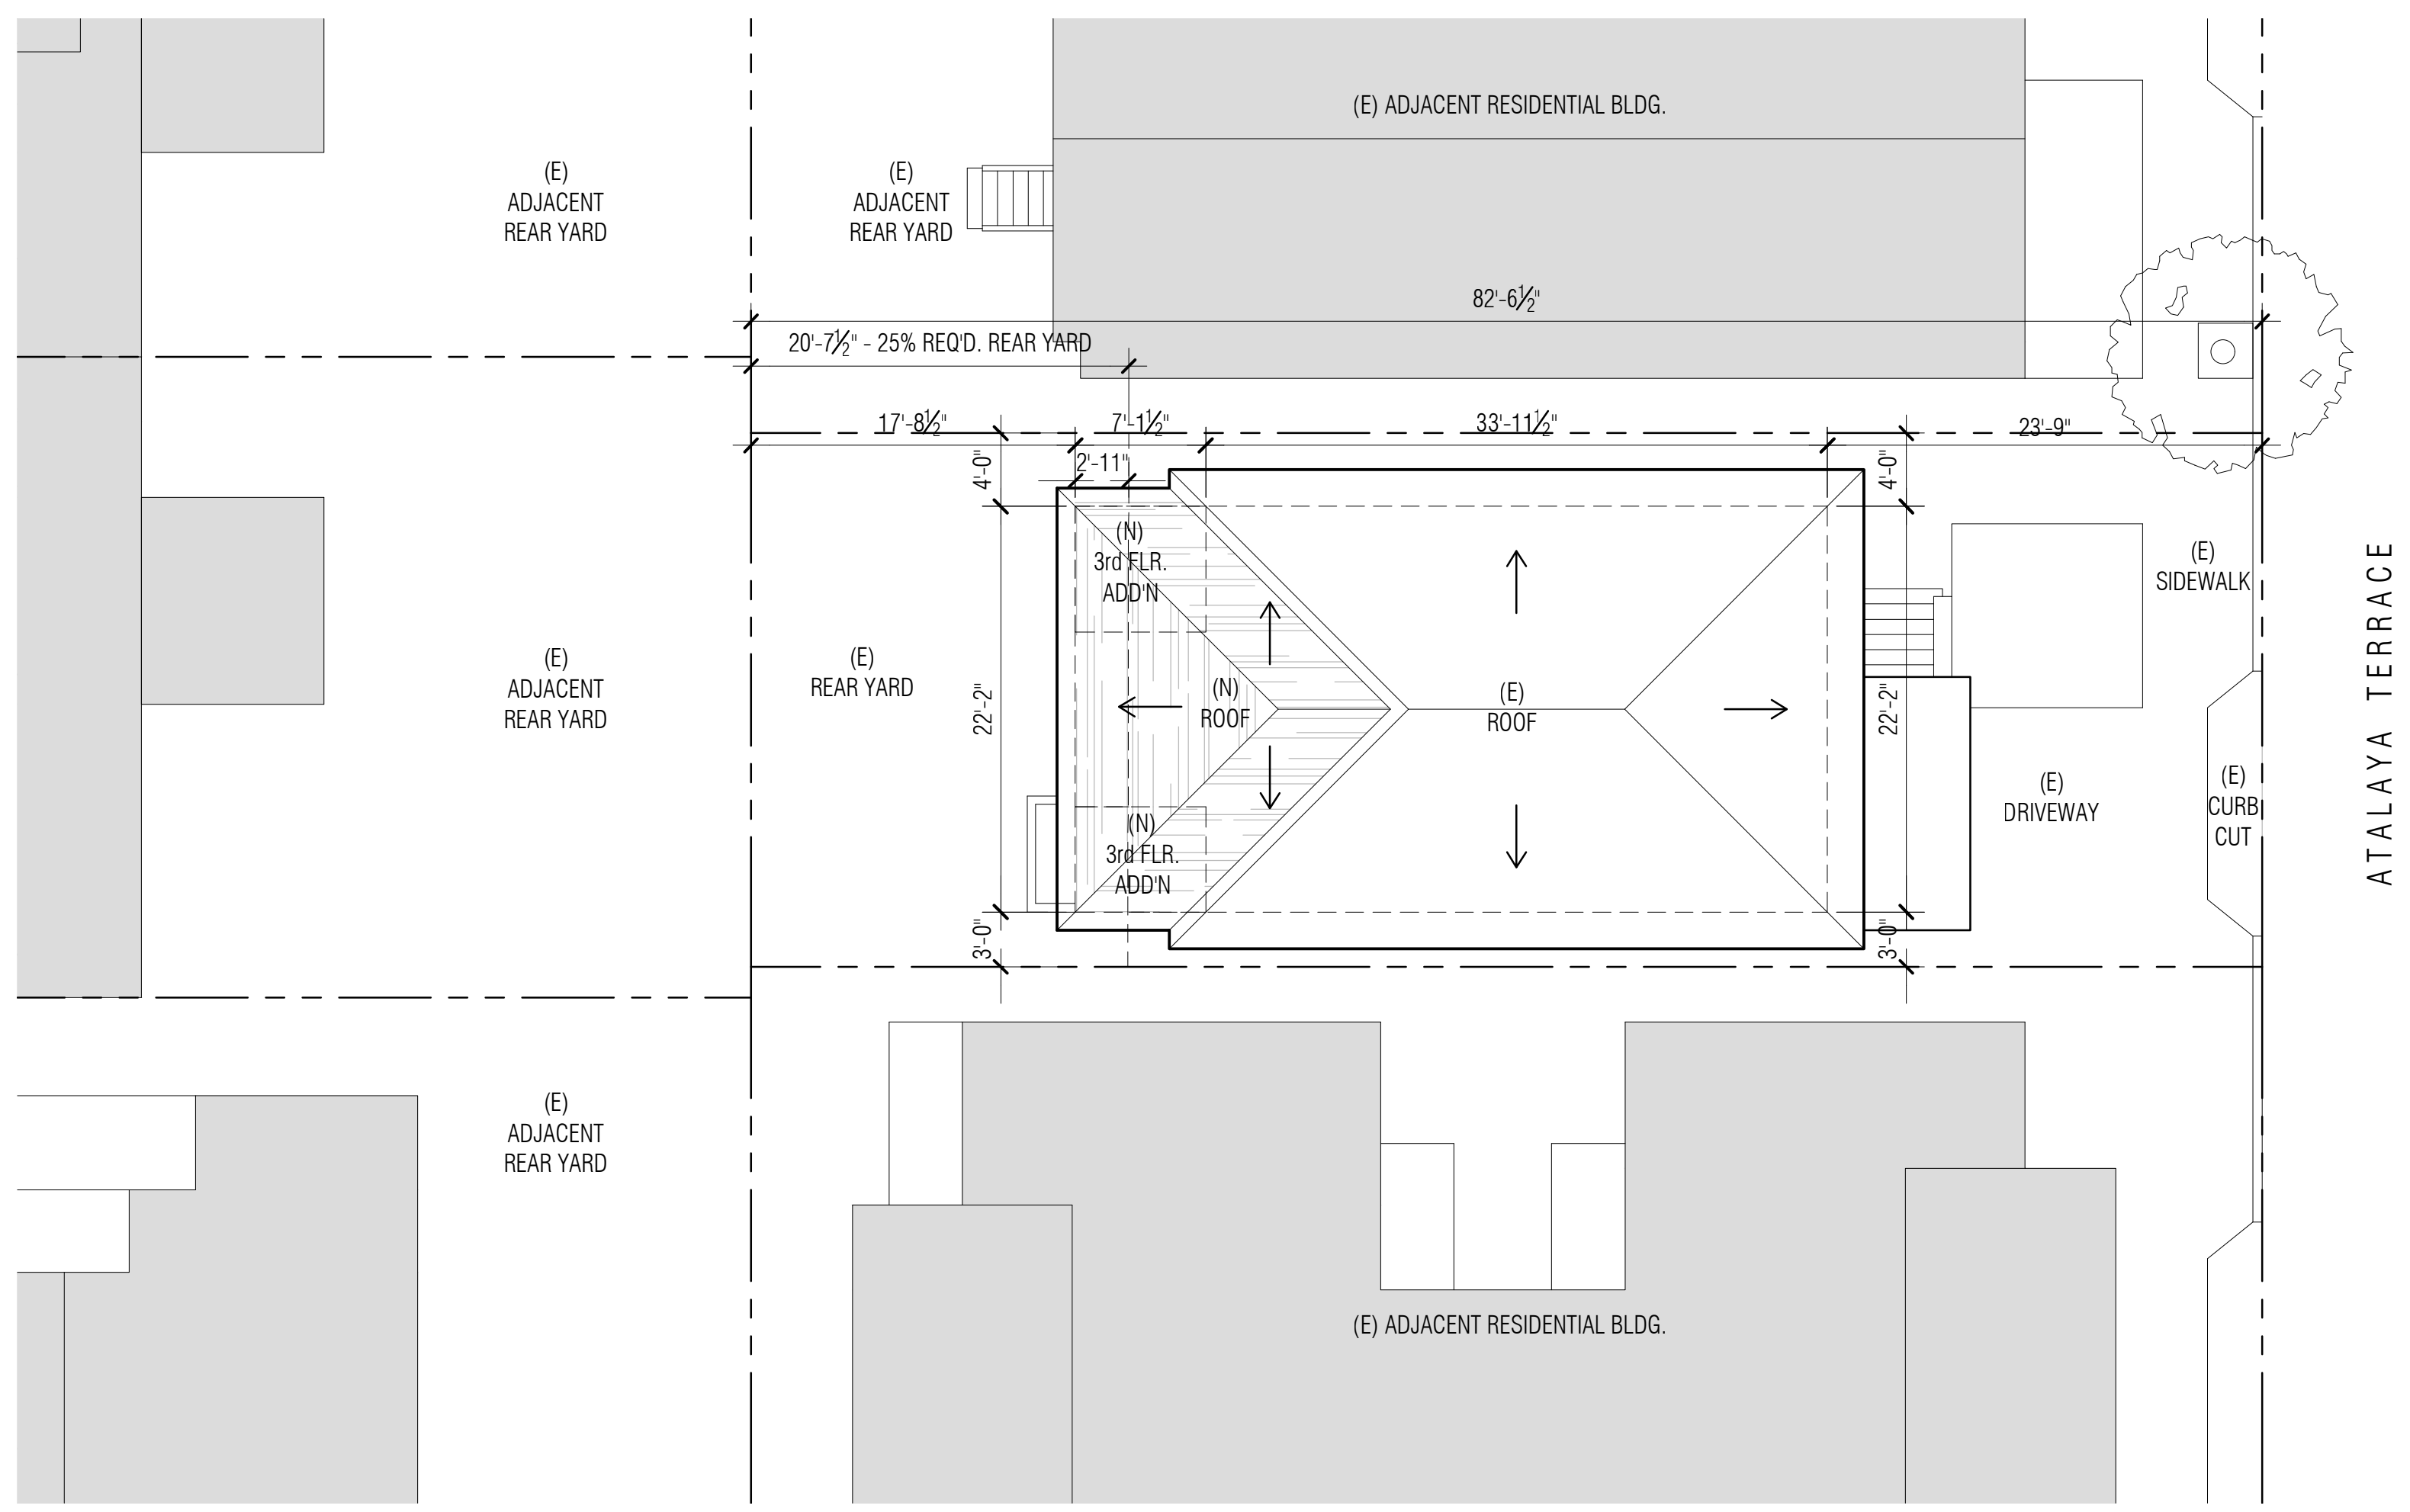 (E) ADJACENT RESIDENTIAL BLDG.
(E)
ADJACENT
REAR YARD
(E)
ADJACENT
REAR YARD
82'-6½"
20'-7½" - 25% REQ'D. REAR YARD
17'-8½"
7'-1½"
33'-11½"
23'-9"
2'-11"
4'-0"
4'-0"
(N)
3rd FLR.
ADD'N
(E)
SIDEWALK
ATALAYA TERRACE
(E)
ADJACENT
REAR YARD
(E)
REAR YARD
22'-2"
(N)
ROOF
(E)
ROOF
22'-2"
(E)
DRIVEWAY
(E)
CURB
CUT
(N)
3rd FLR.
ADD'N
3'-0"
3'-0"
(E)
ADJACENT
REAR YARD
(E) ADJACENT RESIDENTIAL BLDG.